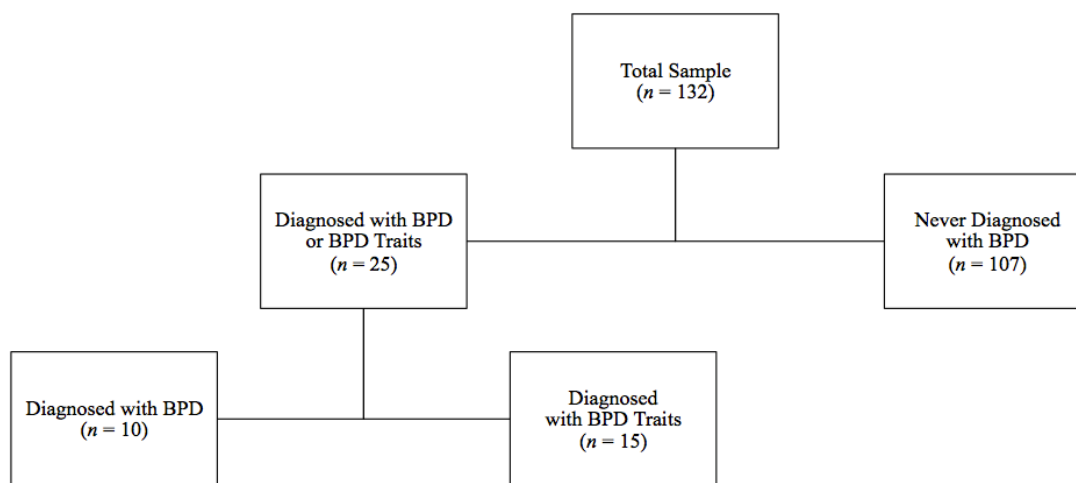 Total Sample
(n = 132)
Diagnosed with BPD
or BPD Traits
(n = 25)
Never Diagnosed
with BPD
(n = 107)
Diagnosed with BPD
(n = 10)
Diagnosed
with BPD Traits
(n = 15)